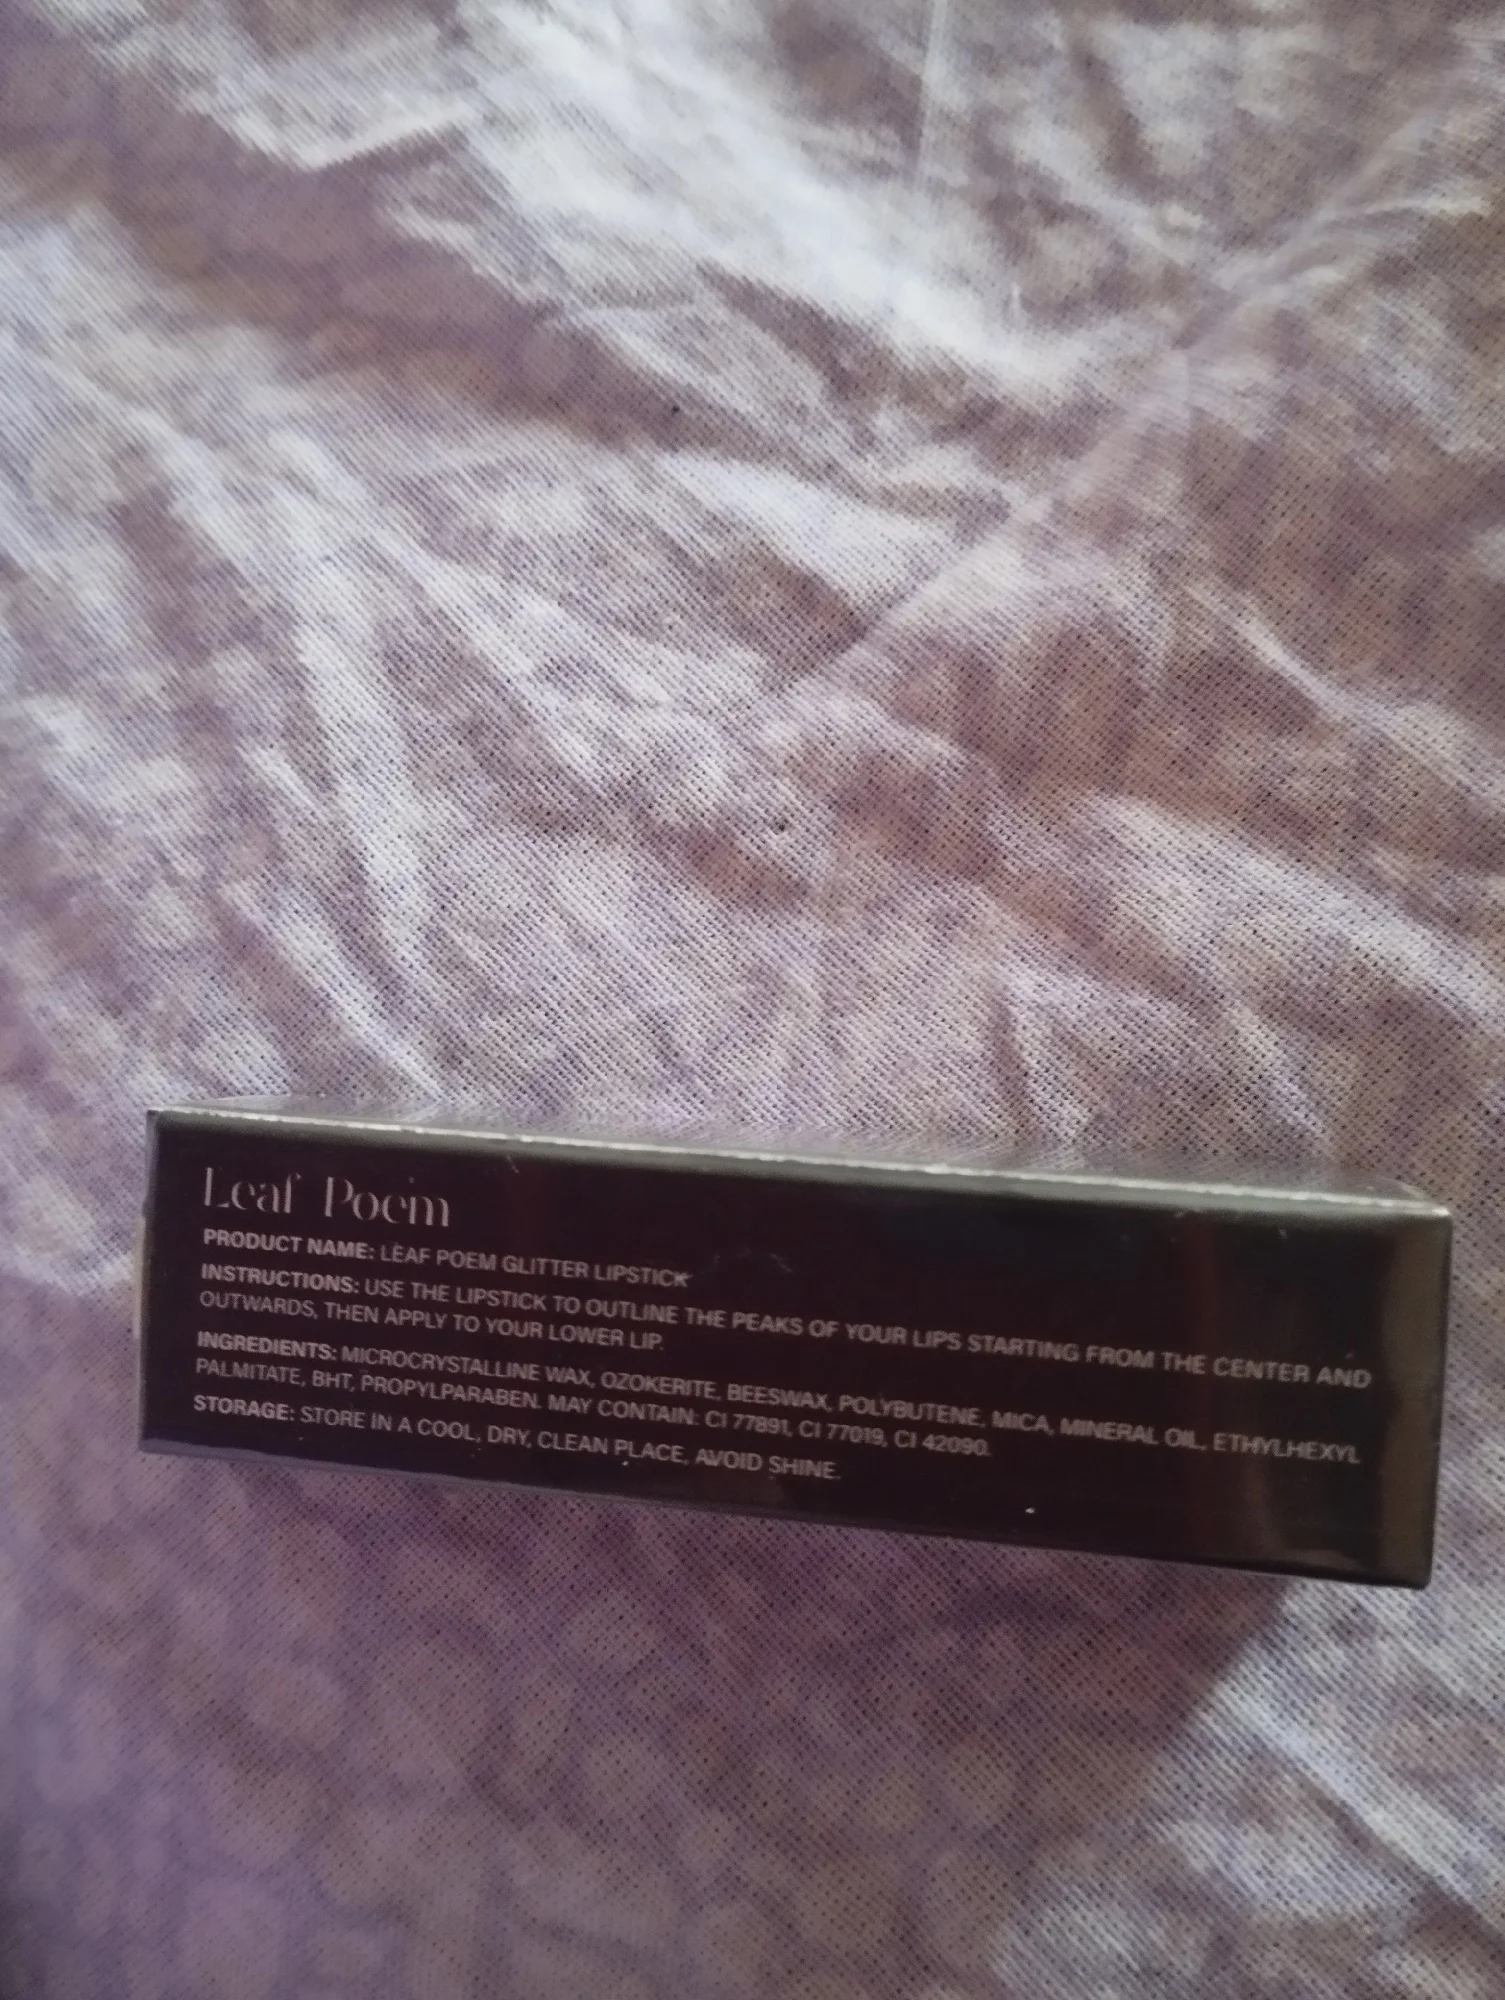 Leaf Poem
PRODUCT NAME: LEAF POEM GLITTER LIPSTICK
INSTRUCTIONS: USE THE LIPSTICK TO OUTLINE THE PEAKS OF YOUR LIPS STARTING FROM THE CENTER AND
OUTWARDS, THEN APPLY TO YOUR LOWER LIP.
INGREDIENTS: MICROCRYSTALLINE WAX, OZOKERITE, BEESWAX, POLYBUTENE, MICA, MINERAL OIL, ETHYLHEXYL
PALMITATE, BHT, PROPYLPARABEN. MAY CONTAIN: CI 77891, CI 77019, CI 42090.
STORAGE: STORE IN A COOL, DRY, CLEAN PLACE, AVOID SHINE.